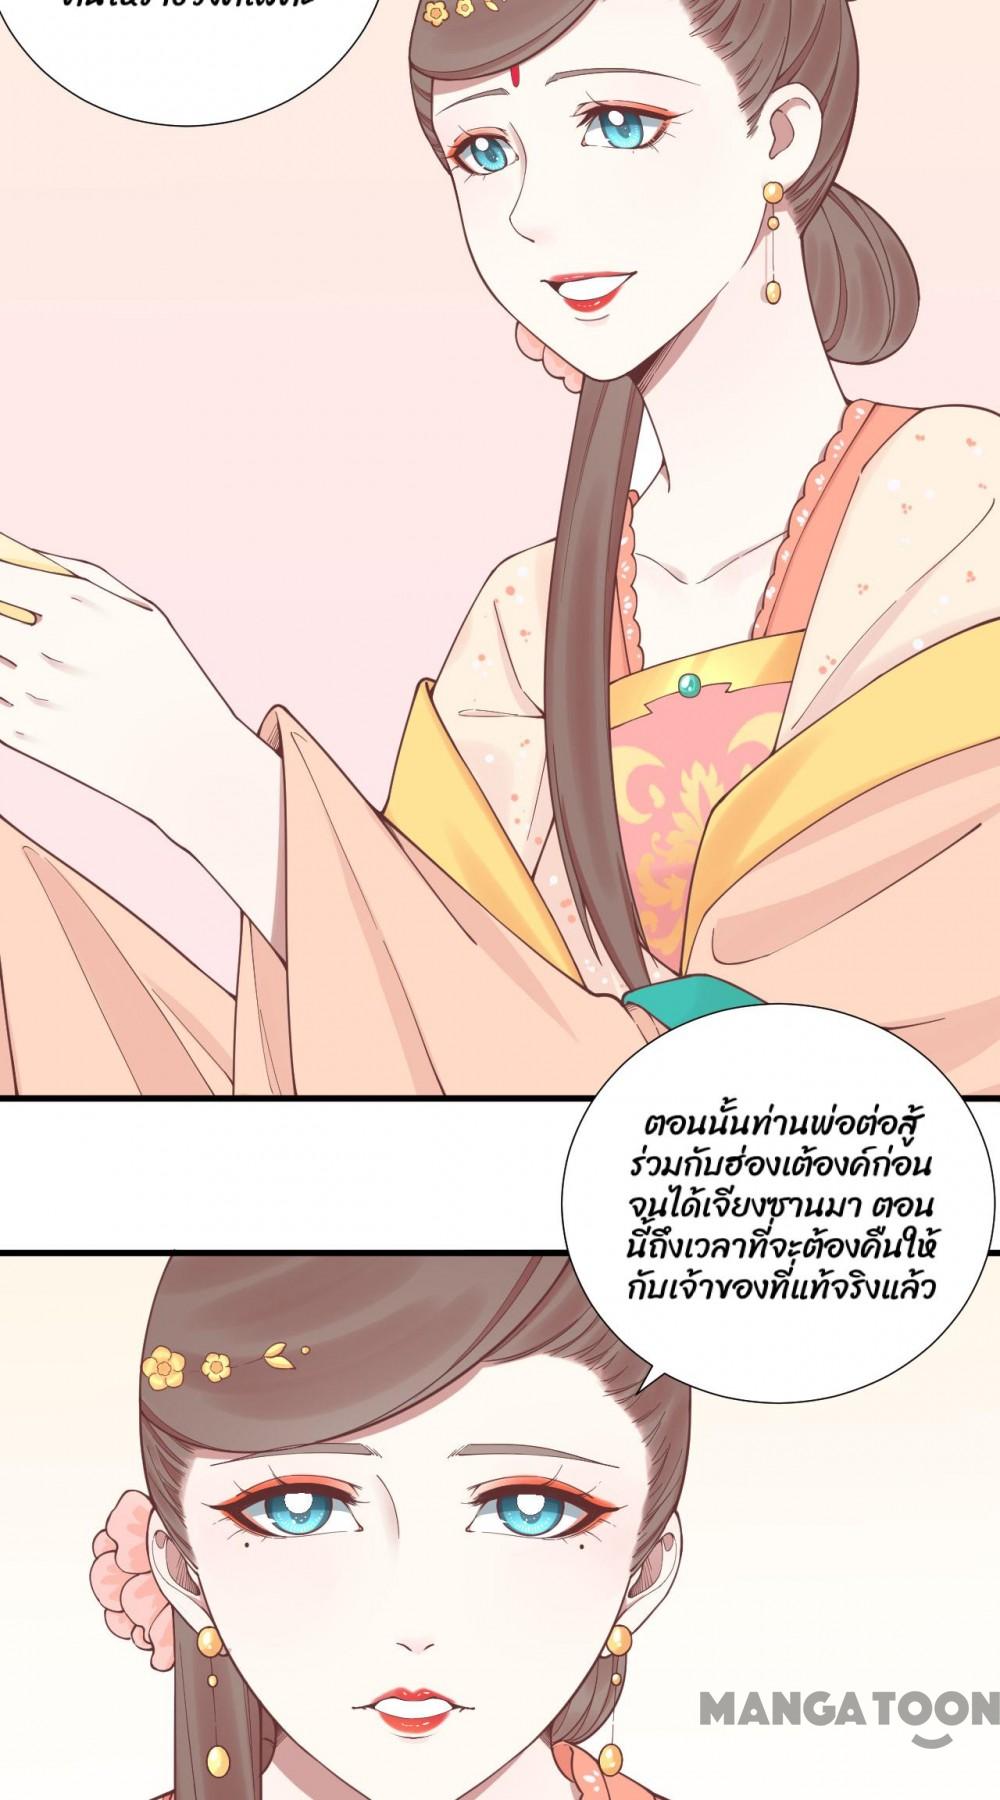 ตอนนั้นท่านพ่อต่อสู้
ร่วมกับฮ่องเต้องค์ก่อน
จนได้เจียงซานมา ตอน
นี้ถึงเวลาที่จะต้องคืนให้
กับเจ้าของที่แท้จริงแล้ว
MANGATOON